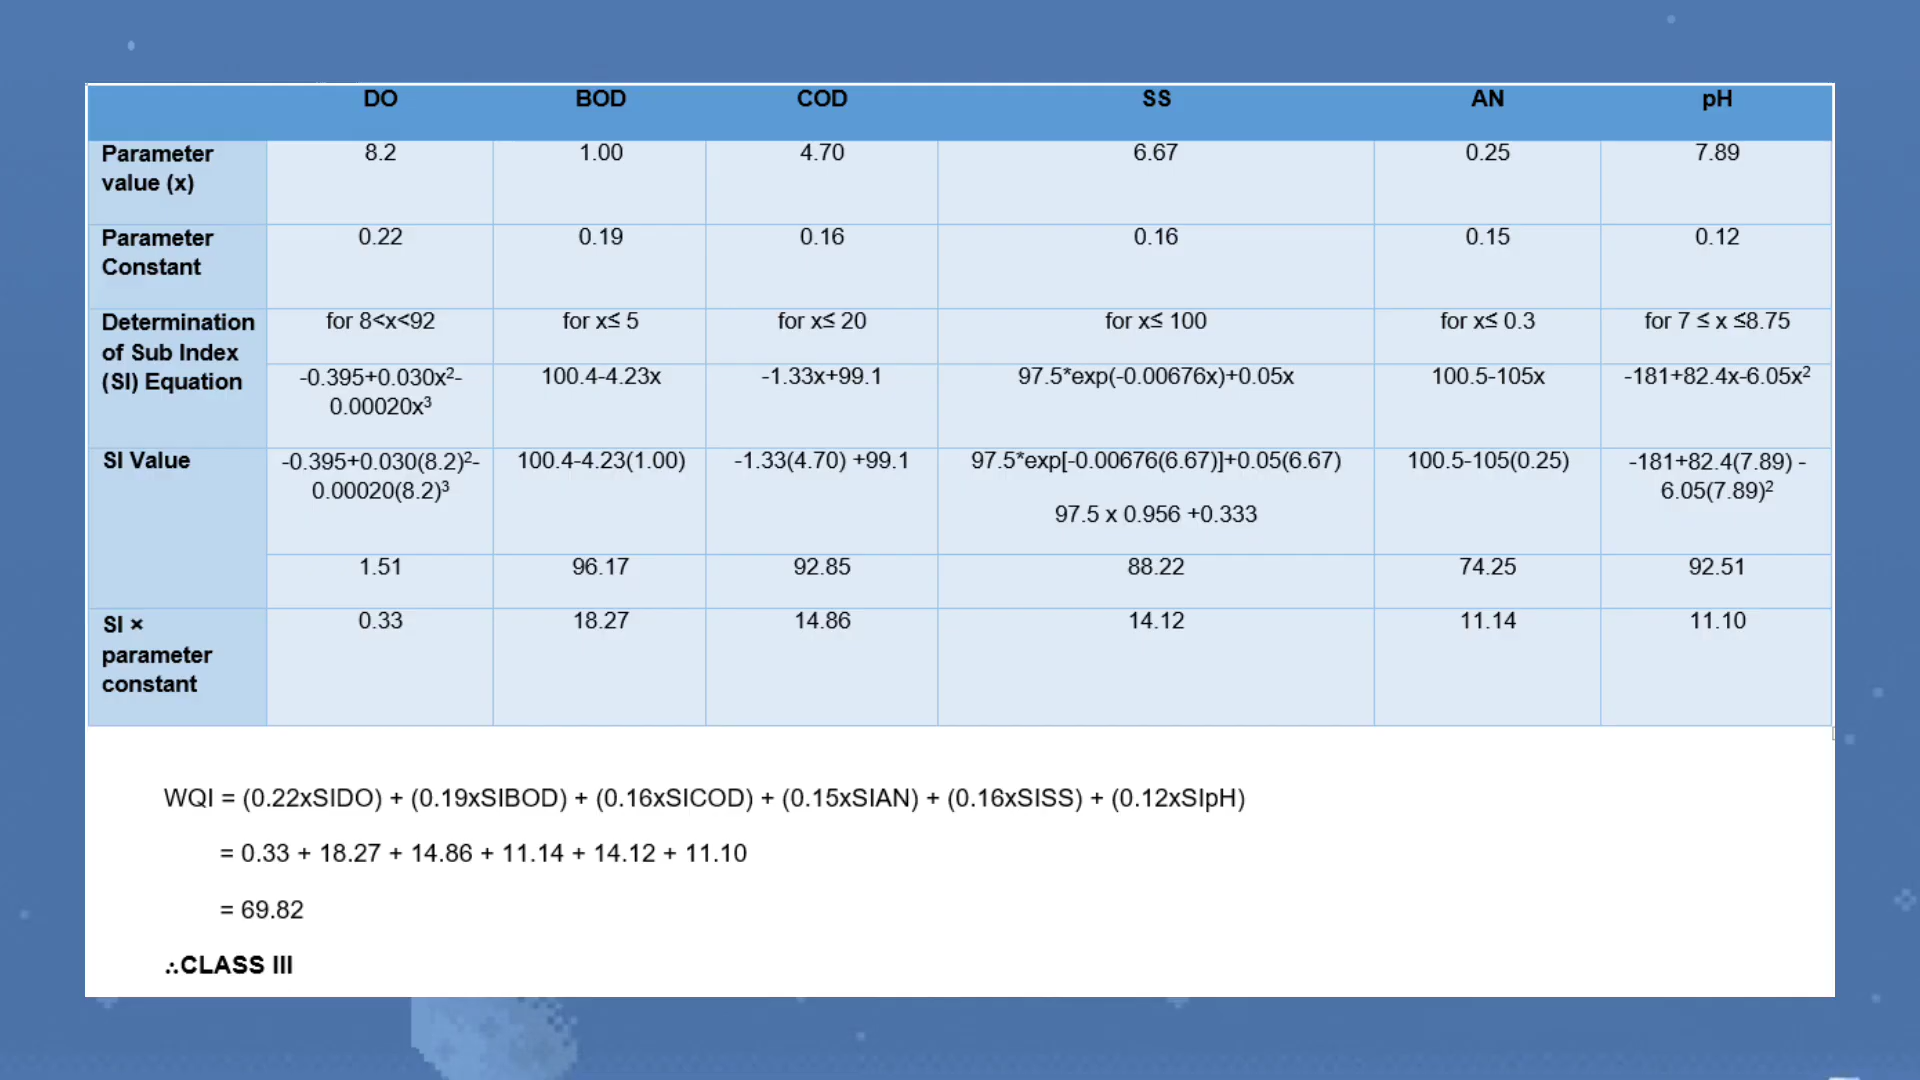 DO BOD COD SS AN pH
Parameter value (x) 8.2 1.00 4.70 6.67 0.25 7.89
Parameter Constant 0.22 0.19 0.16 0.16 0.15 0.12
Determination of Sub Index (SI) Equation
for 8<x<92 for x≤ 5 for x≤ 20 for x≤ 100 for x≤ 0.3 for 7 ≤ x ≤8.75
-0.395+0.030x²-0.00020x³ 100.4-4.23x -1.33x+99.1 97.5*exp(-0.00676x)+0.05x 100.5-105x -181+82.4x-6.05x²
SI Value
-0.395+0.030(8.2)²-0.00020(8.2)³ 100.4-4.23(1.00) -1.33(4.70) +99.1 97.5*exp[-0.00676(6.67)]+0.05(6.67) 100.5-105(0.25) -181+82.4(7.89) -6.05(7.89)²
97.5 x 0.956 +0.333
1.51 96.17 92.85 88.22 74.25 92.51
SI × parameter constant 0.33 18.27 14.86 14.12 11.14 11.10
WQI = (0.22xSIDO) + (0.19xSIBOD) + (0.16xSICOD) + (0.15xSIAN) + (0.16xSISS) + (0.12xSIpH)
= 0.33 + 18.27 + 14.86 + 11.14 + 14.12 + 11.10
= 69.82
∴CLASS III